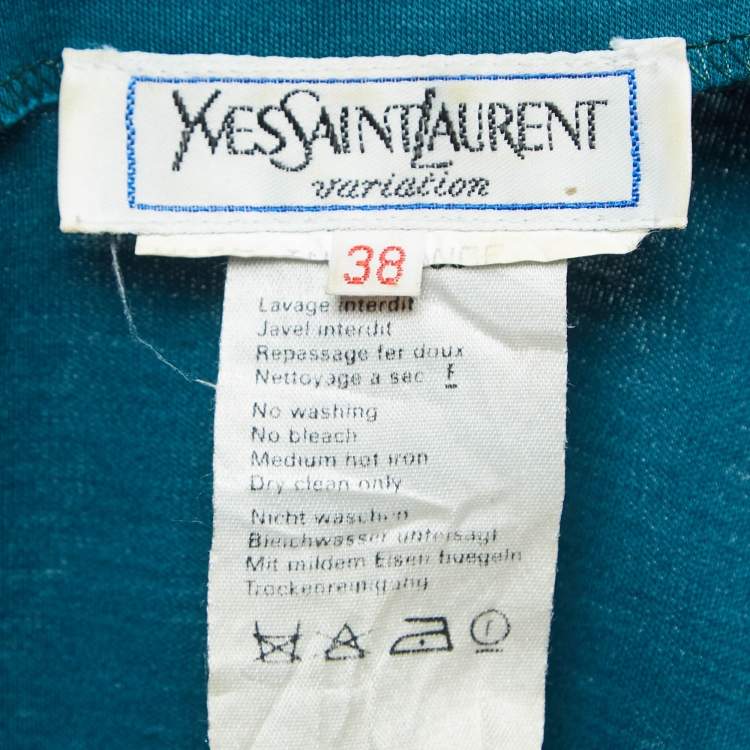 YVESSAINTLAURENT
variation
38
Lavage interdit
Javel interdit
Repassage fer doux
Nettoyage a sec F
No washing
No bleach
Medium hot iron
Dry clean only
Nicht waschen
Bleichwasser untersagt
Mit mildem Eisen buegeln
Trockenreinigung